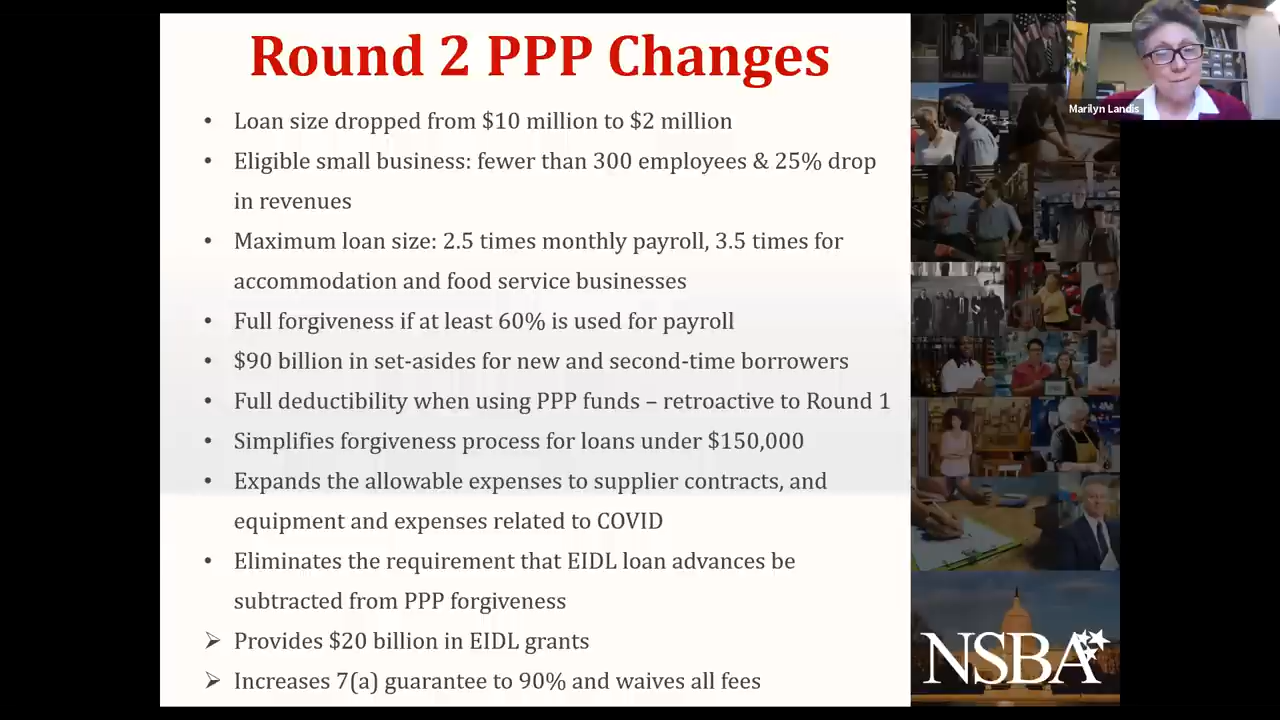 Round 2 PPP Changes
• Loan size dropped from $10 million to $2 million
• Eligible small business: fewer than 300 employees & 25% drop
in revenues
• Maximum loan size: 2.5 times monthly payroll, 3.5 times for
accommodation and food service businesses
• Full forgiveness if at least 60% is used for payroll
• $90 billion in set-asides for new and second-time borrowers
• Full deductibility when using PPP funds – retroactive to Round 1
• Simplifies forgiveness process for loans under $150,000
• Expands the allowable expenses to supplier contracts, and
equipment and expenses related to COVID
• Eliminates the requirement that EIDL loan advances be
subtracted from PPP forgiveness
➢ Provides $20 billion in EIDL grants
➢ Increases 7(a) guarantee to 90% and waives all fees
Marilyn Landis
NSBA